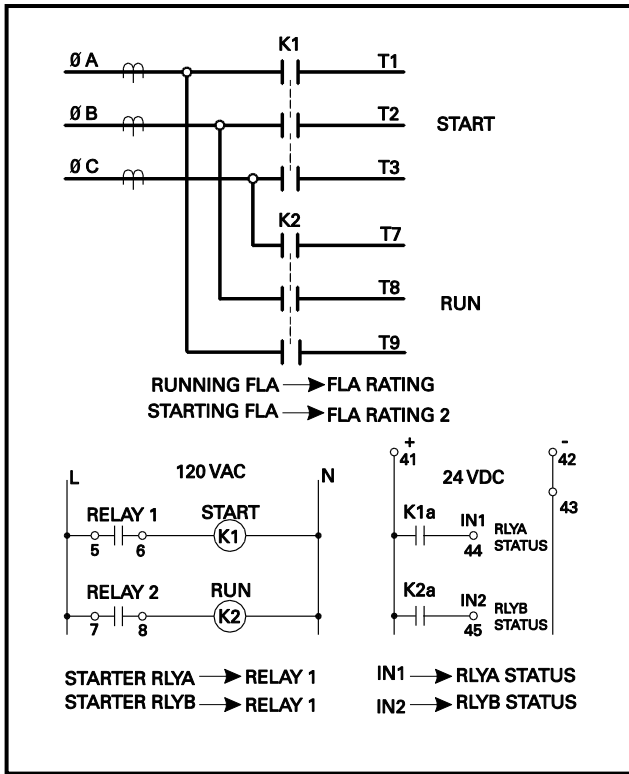 K1
Ø A
T1
Ø B
T2
START
Ø C
T3
K2
T7
T8
RUN
T9
RUNNING FLA → FLA RATING
STARTING FLA → FLA RATING 2
L
120 VAC
N
RELAY 1
START
5
6
K1
RELAY 2
RUN
7
8
K2
+
-
41
24 VDC
42
43
K1a
IN1
RLYA
STATUS
44
K2a
IN2
RLYB
STATUS
45
STARTER RLYA → RELAY 1
STARTER RLYB → RELAY 1
IN1 → RLYA STATUS
IN2 → RLYB STATUS